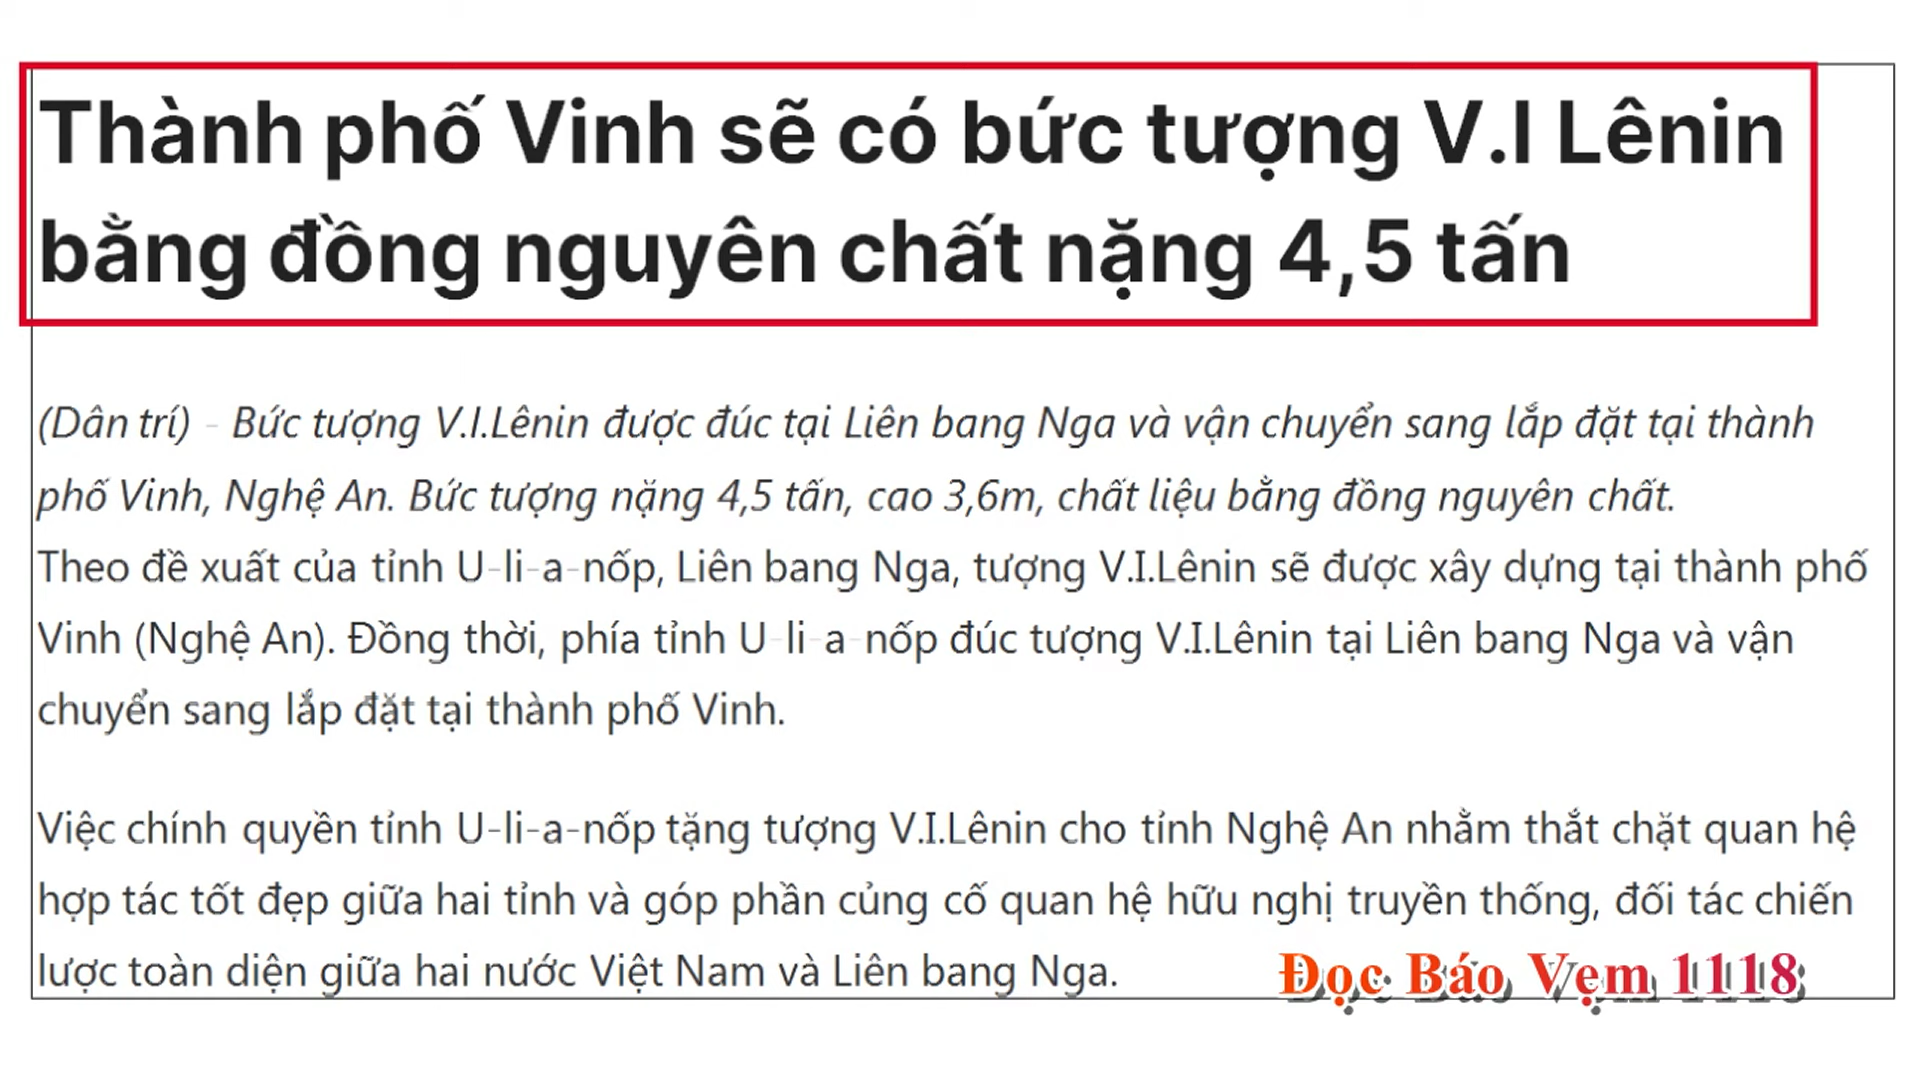 Thành phố Vinh sẽ có bức tượng V.I Lênin
bằng đồng nguyên chất nặng 4,5 tấn
(Dân trí) - Bức tượng V.I.Lênin được đúc tại Liên bang Nga và vận chuyển sang lắp đặt tại thành
phố Vinh, Nghệ An. Bức tượng nặng 4,5 tấn, cao 3,6m, chất liệu bằng đồng nguyên chất.
Theo đề xuất của tỉnh U-li-a-nốp, Liên bang Nga, tượng V.I.Lênin sẽ được xây dựng tại thành phố
Vinh (Nghệ An). Đồng thời, phía tỉnh U-li-a-nốp đúc tượng V.I.Lênin tại Liên bang Nga và vận
chuyển sang lắp đặt tại thành phố Vinh.
Việc chính quyền tỉnh U-li-a-nốp tặng tượng V.I.Lênin cho tỉnh Nghệ An nhằm thắt chặt quan hệ
hợp tác tốt đẹp giữa hai tỉnh và góp phần củng cố quan hệ hữu nghị truyền thống, đối tác chiến
lược toàn diện giữa hai nước Việt Nam và Liên bang Nga.
Đọc Báo Vẹm 1118